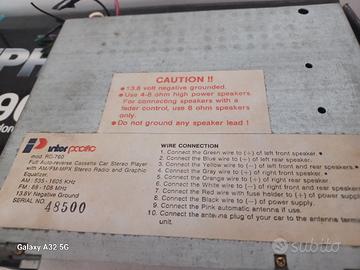 CAUTION !!
•13.8 volt negative grounded.
•Use 4-8 ohm high power speakers.
For connecting speakers with a
fader control, use 8 ohm speakers
only.
•Do not ground any speaker lead !
inter pacific
mod. RC-760
Full Auto-reverse Cassette Car Stereo Player
with AM/FM-MPX Stereo Radio and Graphic
Equalizer.
AM : 535-1605 KHz
FM : 88-108 MHz
13.8V Negative Ground
SERIAL NO.
48500
WIRE CONNECTION
1. Connect the Green wire to (+) of left front speaker.
2. Connect the Blue wire to (+) of left rear speaker.
3. Connect the Yellow wire to (-) of left front and rear speaker.
4. Connect the Gray wire to (+) of right front speaker.
5. Connect the Orange wire to (+) of right rear speaker.
6. Connect the White wire to (-) of right front and rear speaker.
7. Connect the Red wire with fuse holder to (+) of power supply.
8. Connect the Black wire to (-) of power supply.
9. Connect the Pink automatic antenna if use.
10. Connect the antenna plug of your car to the antenna
unit.
Galaxy A32 5G
subito